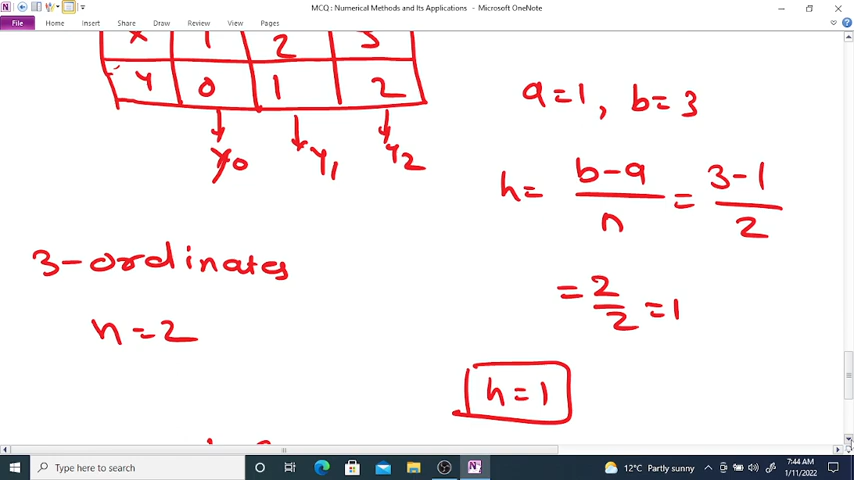 MCQ : Numerical Methods and Its Applications - Microsoft OneNote
File Home Insert Share Draw Review Pages View
X 1 2 3
Y 0 1 2
Y0 Y1 Y2
3-ordinates
n=2
a=1, b=3
h= b-a/n = 3-1/2
= 2/2 = 1
h=1
Type here to search
12°C Partly sunny
7:44 AM
1/11/2022